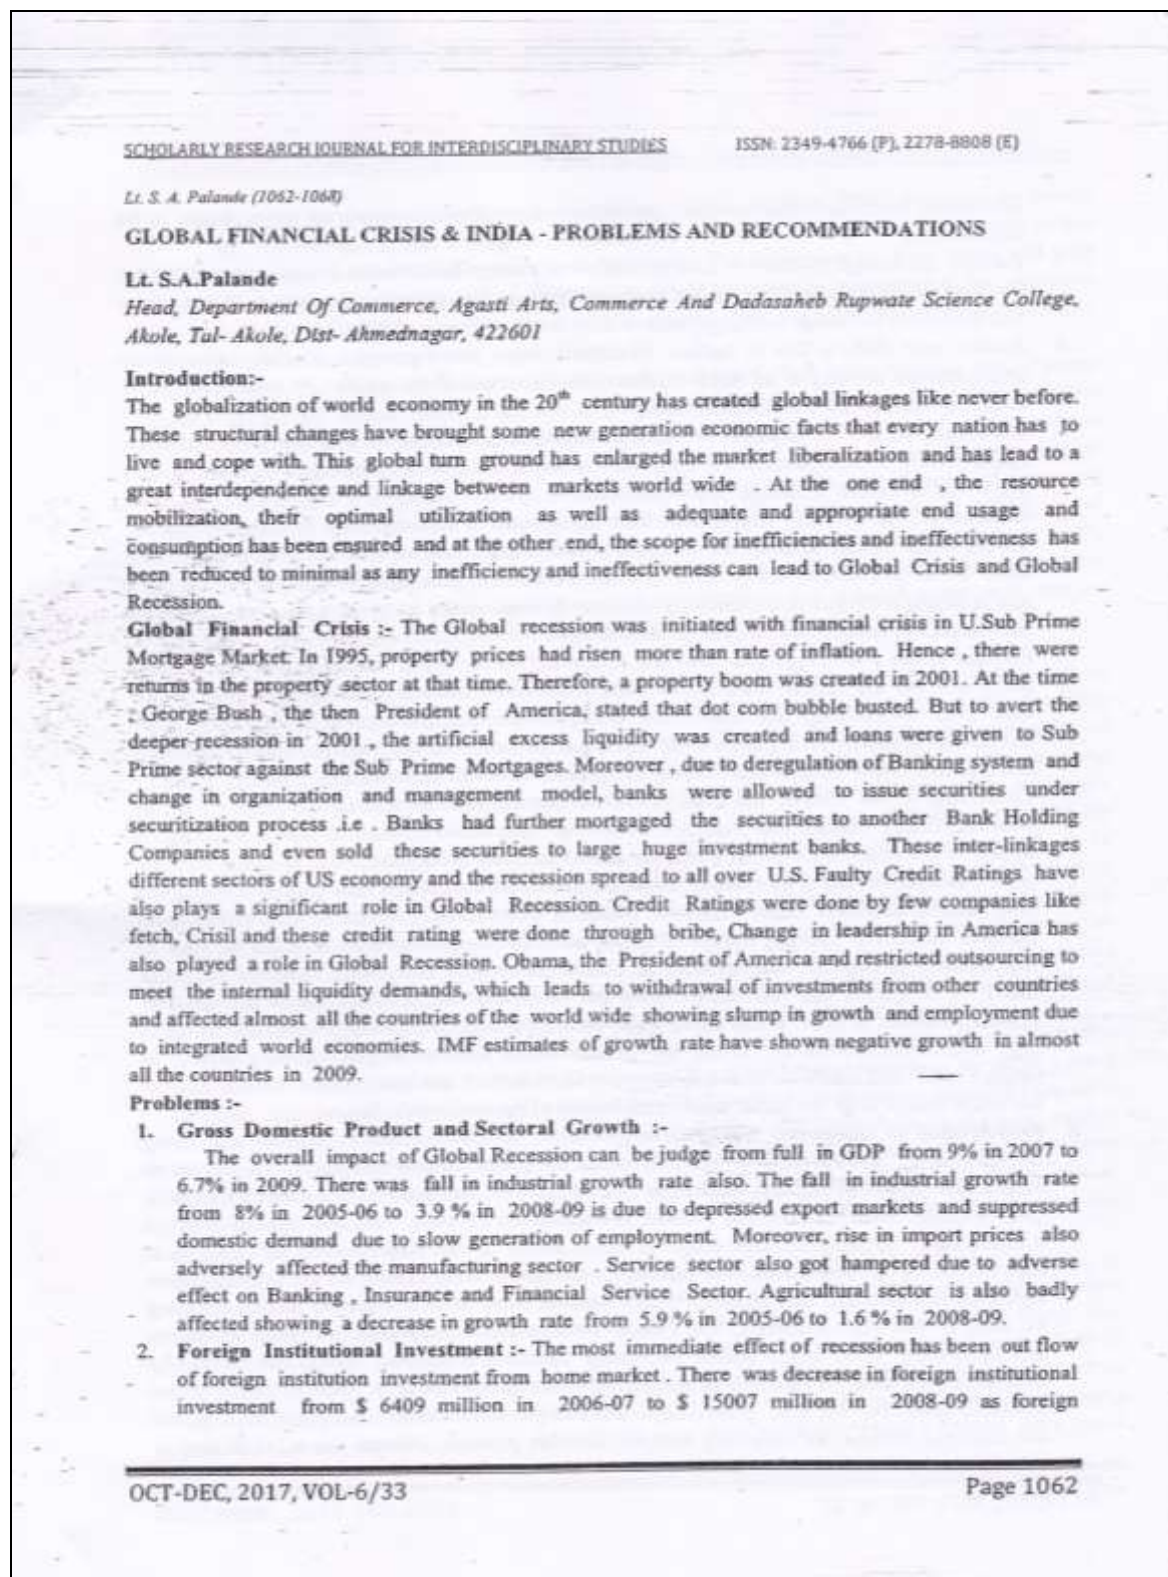 SCHOLARLY RESEARCH JOURNAL FOR INTERDISCIPLINARY STUDIES ISSN: 2349-4766 (P), 2278-8808 (E)
Lt. S. A. Palande (1062-1068)
GLOBAL FINANCIAL CRISIS & INDIA - PROBLEMS AND RECOMMENDATIONS
Lt. S.A.Palande
Head, Department Of Commerce, Agasti Arts, Commerce And Dadasaheb Rupwate Science College,
Akole, Tal- Akole, Dist- Ahmednagar, 422601
Introduction:-
The globalization of world economy in the 20th century has created global linkages like never before.
These structural changes have brought some new generation economic facts that every nation has to
live and cope with. This global turn ground has enlarged the market liberalization and has lead to a
great interdependence and linkage between markets world wide . At the one end , the resource
mobilization, their optimal utilization as well as adequate and appropriate end usage and
consumption has been ensured and at the other end, the scope for inefficiencies and ineffectiveness has
been reduced to minimal as any inefficiency and ineffectiveness can lead to Global Crisis and Global
Recession.
Global Financial Crisis :- The Global recession was initiated with financial crisis in U.Sub Prime
Mortgage Market. In 1995, property prices had risen more than rate of inflation. Hence , there were
returns in the property sector at that time. Therefore, a property boom was created in 2001. At the time
: George Bush , the then President of America, stated that dot com bubble busted. But to avert the
deeper recession in 2001 , the artificial excess liquidity was created and loans were given to Sub
Prime sector against the Sub Prime Mortgages. Moreover , due to deregulation of Banking system and
change in organization and management model, banks were allowed to issue securities under
securitization process .i.e . Banks had further mortgaged the securities to another Bank Holding
Companies and even sold these securities to large huge investment banks. These inter-linkages
different sectors of US economy and the recession spread to all over U.S. Faulty Credit Ratings have
also plays a significant role in Global Recession. Credit Ratings were done by few companies like
fetch, Crisil and these credit rating were done through bribe, Change in leadership in America has
also played a role in Global Recession. Obama, the President of America and restricted outsourcing to
meet the internal liquidity demands, which leads to withdrawal of investments from other countries
and affected almost all the countries of the world wide showing slump in growth and employment due
to integrated world economies. IMF estimates of growth rate have shown negative growth in almost
all the countries in 2009.
Problems :-
1. Gross Domestic Product and Sectoral Growth :-
The overall impact of Global Recession can be judge from full in GDP from 9% in 2007 to
6.7% in 2009. There was fall in industrial growth rate also. The fall in industrial growth rate
from 8% in 2005-06 to 3.9 % in 2008-09 is due to depressed export markets and suppressed
domestic demand due to slow generation of employment. Moreover, rise in import prices also
adversely affected the manufacturing sector . Service sector also got hampered due to adverse
effect on Banking , Insurance and Financial Service Sector. Agricultural sector is also badly
affected showing a decrease in growth rate from 5.9 % in 2005-06 to 1.6 % in 2008-09.
2. Foreign Institutional Investment :- The most immediate effect of recession has been out flow
of foreign institution investment from home market . There was decrease in foreign institutional
investment from $ 6409 million in 2006-07 to $ 15007 million in 2008-09 as foreign
OCT-DEC, 2017, VOL-6/33 Page 1062